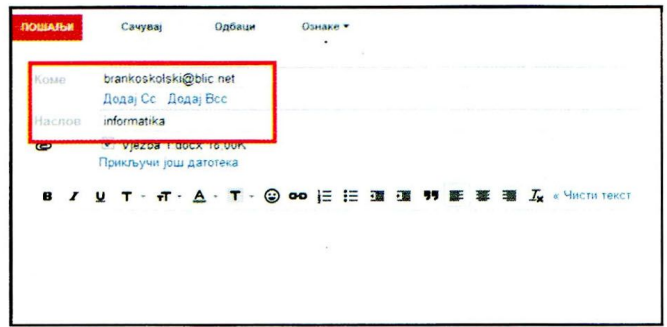 ПОШАЉИ Сачувај Одбаци Ознаке
Коме brankoskolski@blic.net
Додај Cc Додај Bcc
Наслов informatika
Vjezba 1.docx 18.00K
Прикључи још датотека
B I U T тT A T « Чисти текст